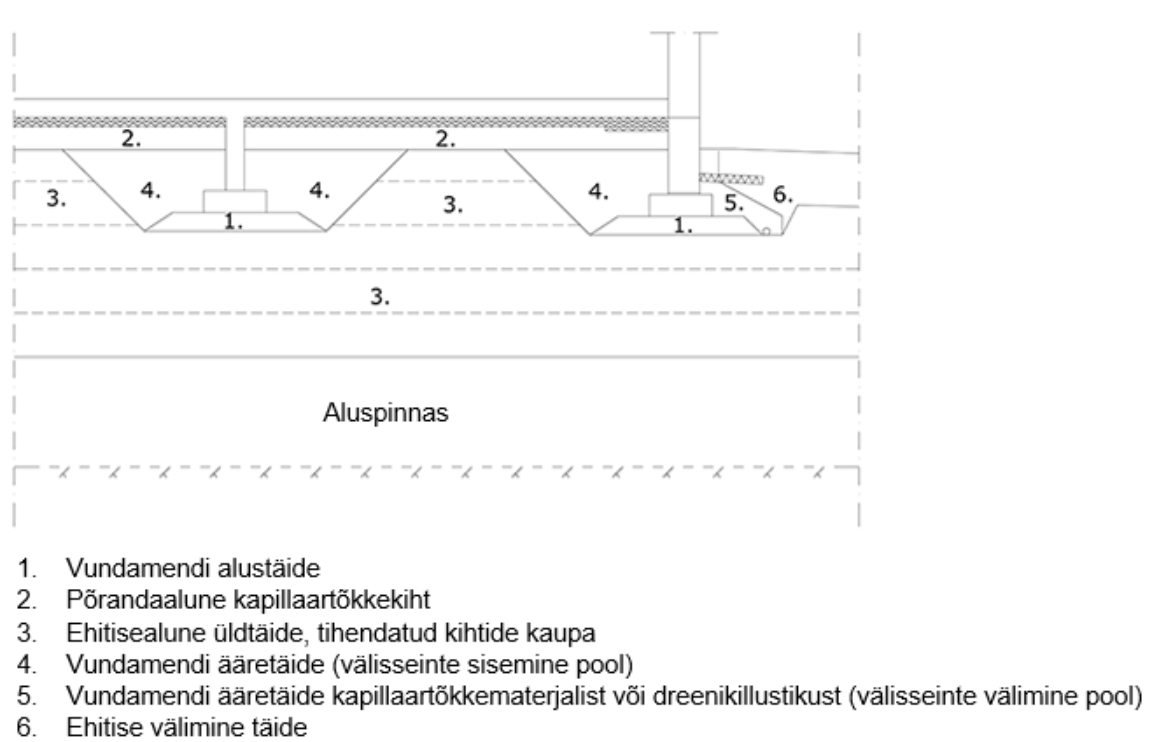 2.
2.
3.
4.
4.
3.
4.
5.
6.
1.
1.
3.
Aluspinnas
1. Vundamendi alustäide
2. Põrandaalune kapillaartõkkekiht
3. Ehitisealune üldtäide, tihendatud kihtide kaupa
4. Vundamendi ääretäide (välisseinte sisemine pool)
5. Vundamendi ääretäide kapillaartõkkematerjalist või dreenikillustikust (välisseinte välimine pool)
6. Ehitise välimine täide